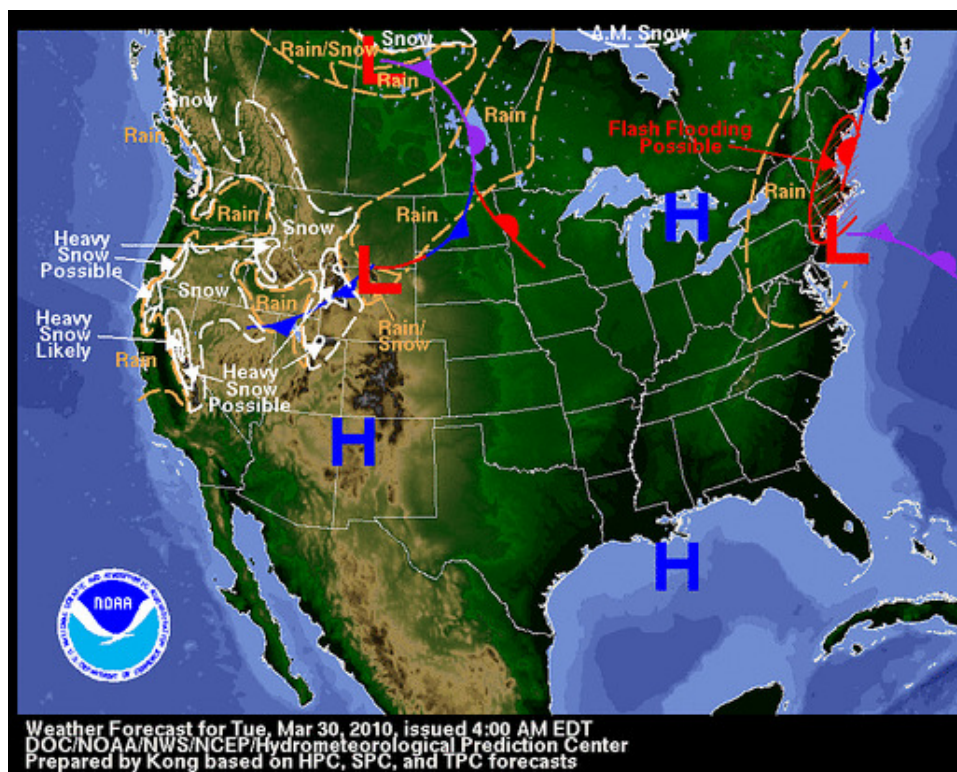 Snow
A.M. Snow
Rain/Snow
L
Rain
Snow
Rain
Rain
Flash Flooding
Possible
Rain
Rain
H
Rain
Snow
L
Heavy
Snow
Possible
L
Snow
Rain
Heavy
Snow
Likely
Rain/
Snow
Rain
Heavy
Snow
Possible
H
H
NOAA
Weather Forecast for Tue, Mar 30, 2010, issued 4:00 AM EDT
DOC/NOAA/NWS/NCEP/Hydrometeorological Prediction Center
Prepared by Kong based on HPC, SPC, and TPC forecasts